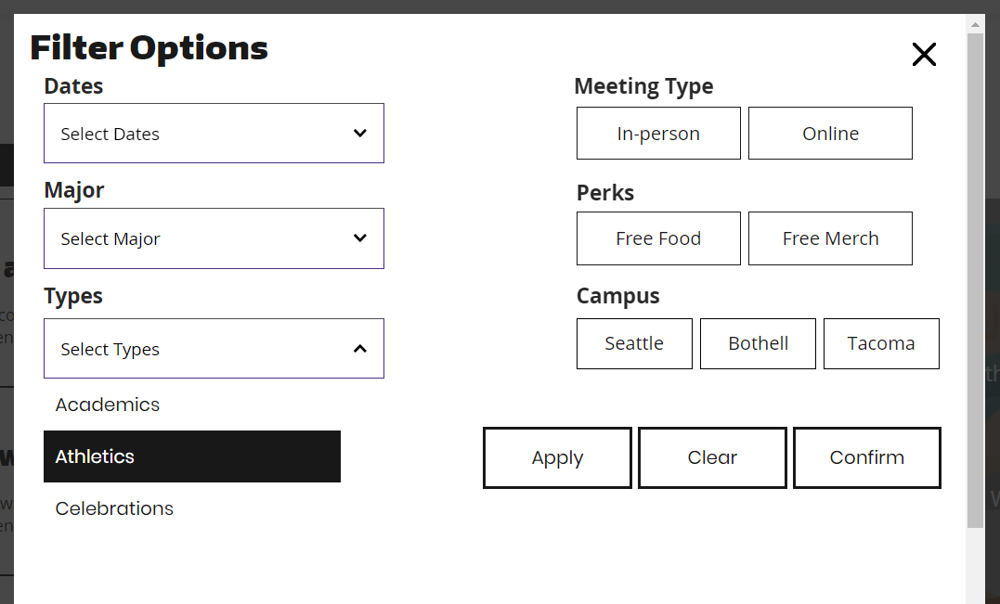 Filter Options
Dates
Select Dates
Major
Select Major
Types
Select Types
Academics
Athletics
Celebrations
Meeting Type
In-person Online
Perks
Free Food Free Merch
Campus
Seattle Bothell Tacoma
Apply Clear Confirm